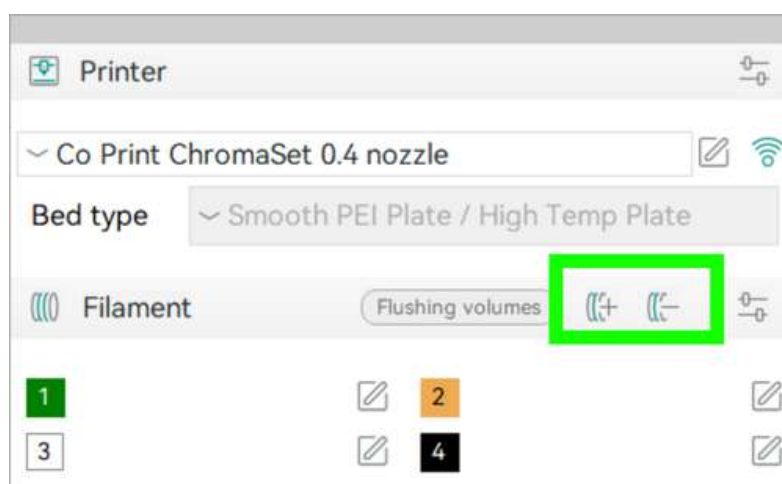 Printer
Co Print ChromaSet 0.4 nozzle
Bed type Smooth PEI Plate / High Temp Plate
Filament Flushing volumes
1 2
3 4